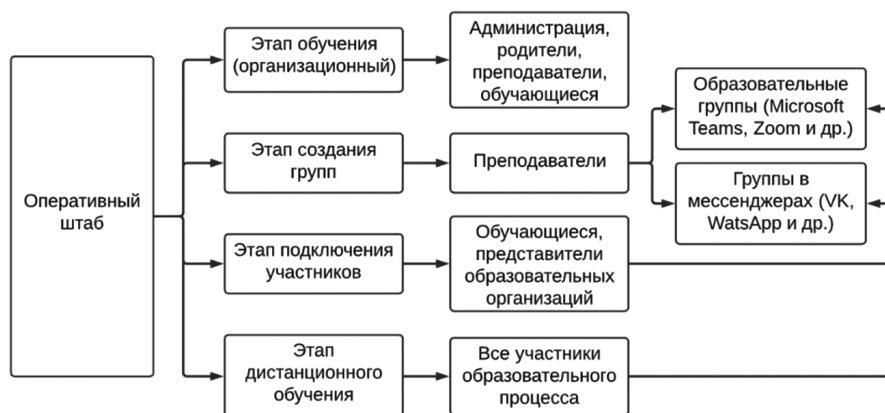 Оперативный
штаб
Этап обучения
(организационный)
Администрация,
родители,
преподаватели,
обучающиеся
Этап создания
групп
Преподаватели
Образовательные
группы (Microsoft
Teams, Zoom и др.)
Группы в
мессенджерах (VK,
WatsApp и др.)
Этап подключения
участников
Обучающиеся,
представители
образовательных
организаций
Этап
дистанционного
обучения
Все участники
образовательного
процесса